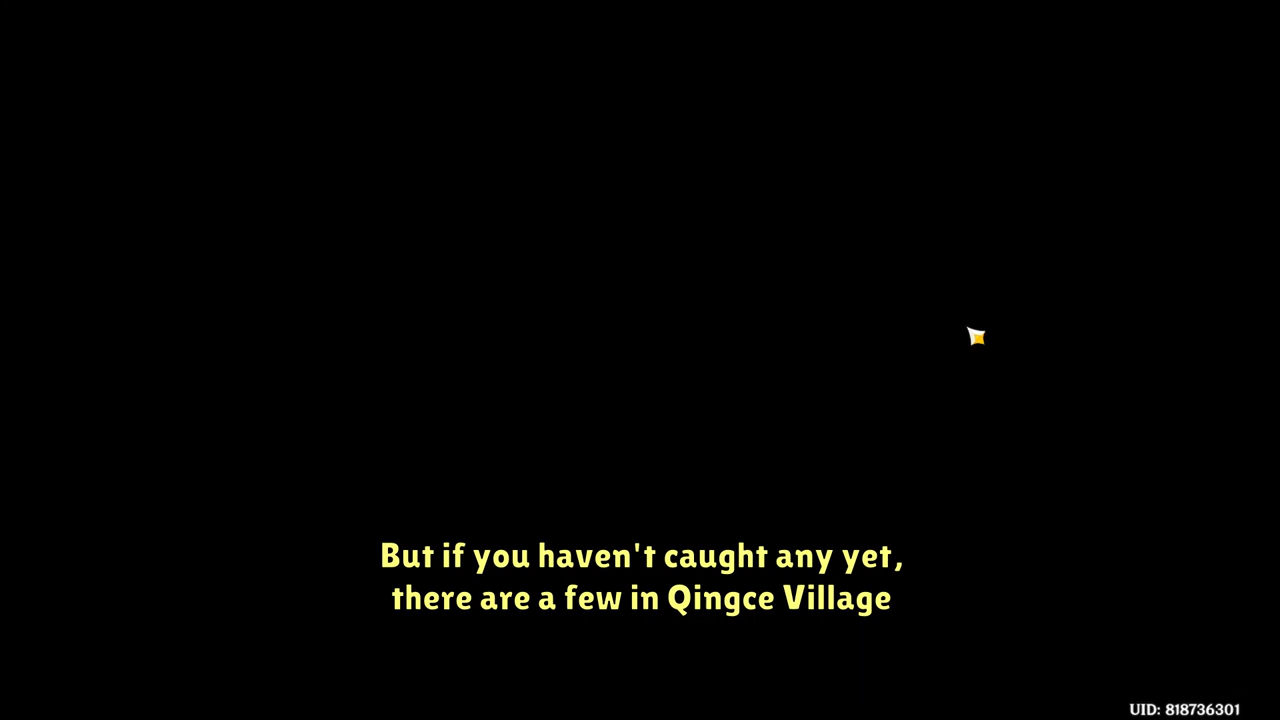 But if you haven't caught any yet,
there are a few in Qingce Village
UID: 818736301